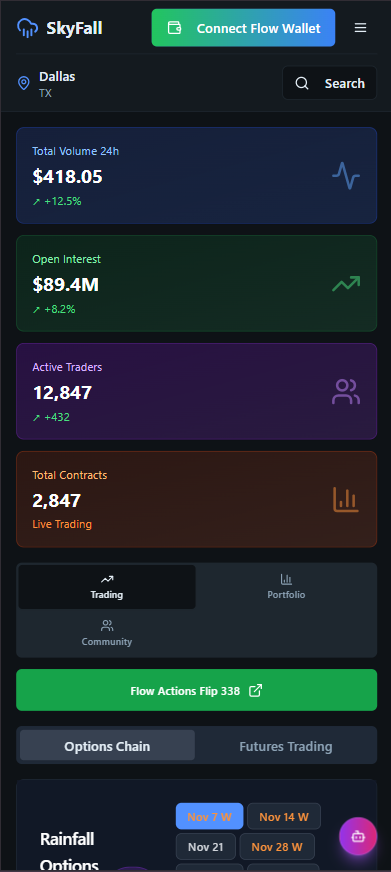 SkyFall
Connect Flow Wallet
Dallas
TX
Search
Total Volume 24h
$418.05
↗ +12.5%
Open Interest
$89.4M
↗ +8.2%
Active Traders
12,847
↗ +432
Total Contracts
2,847
Live Trading
Trading
Portfolio
Community
Flow Actions Flip 338
Options Chain
Futures Trading
Rainfall
Options
Nov 7 W
Nov 14 W
Nov 21
Nov 28 W